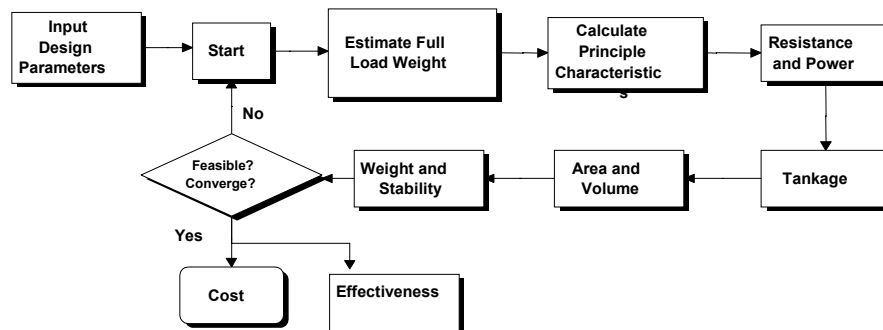 Input
Design
Parameters
Start
Estimate Full
Load Weight
Calculate
Principle
Characteristic
s
Resistance
and Power
No
Feasible?
Converge?
Weight and
Stability
Area and
Volume
Tankage
Yes
Cost
Effectiveness